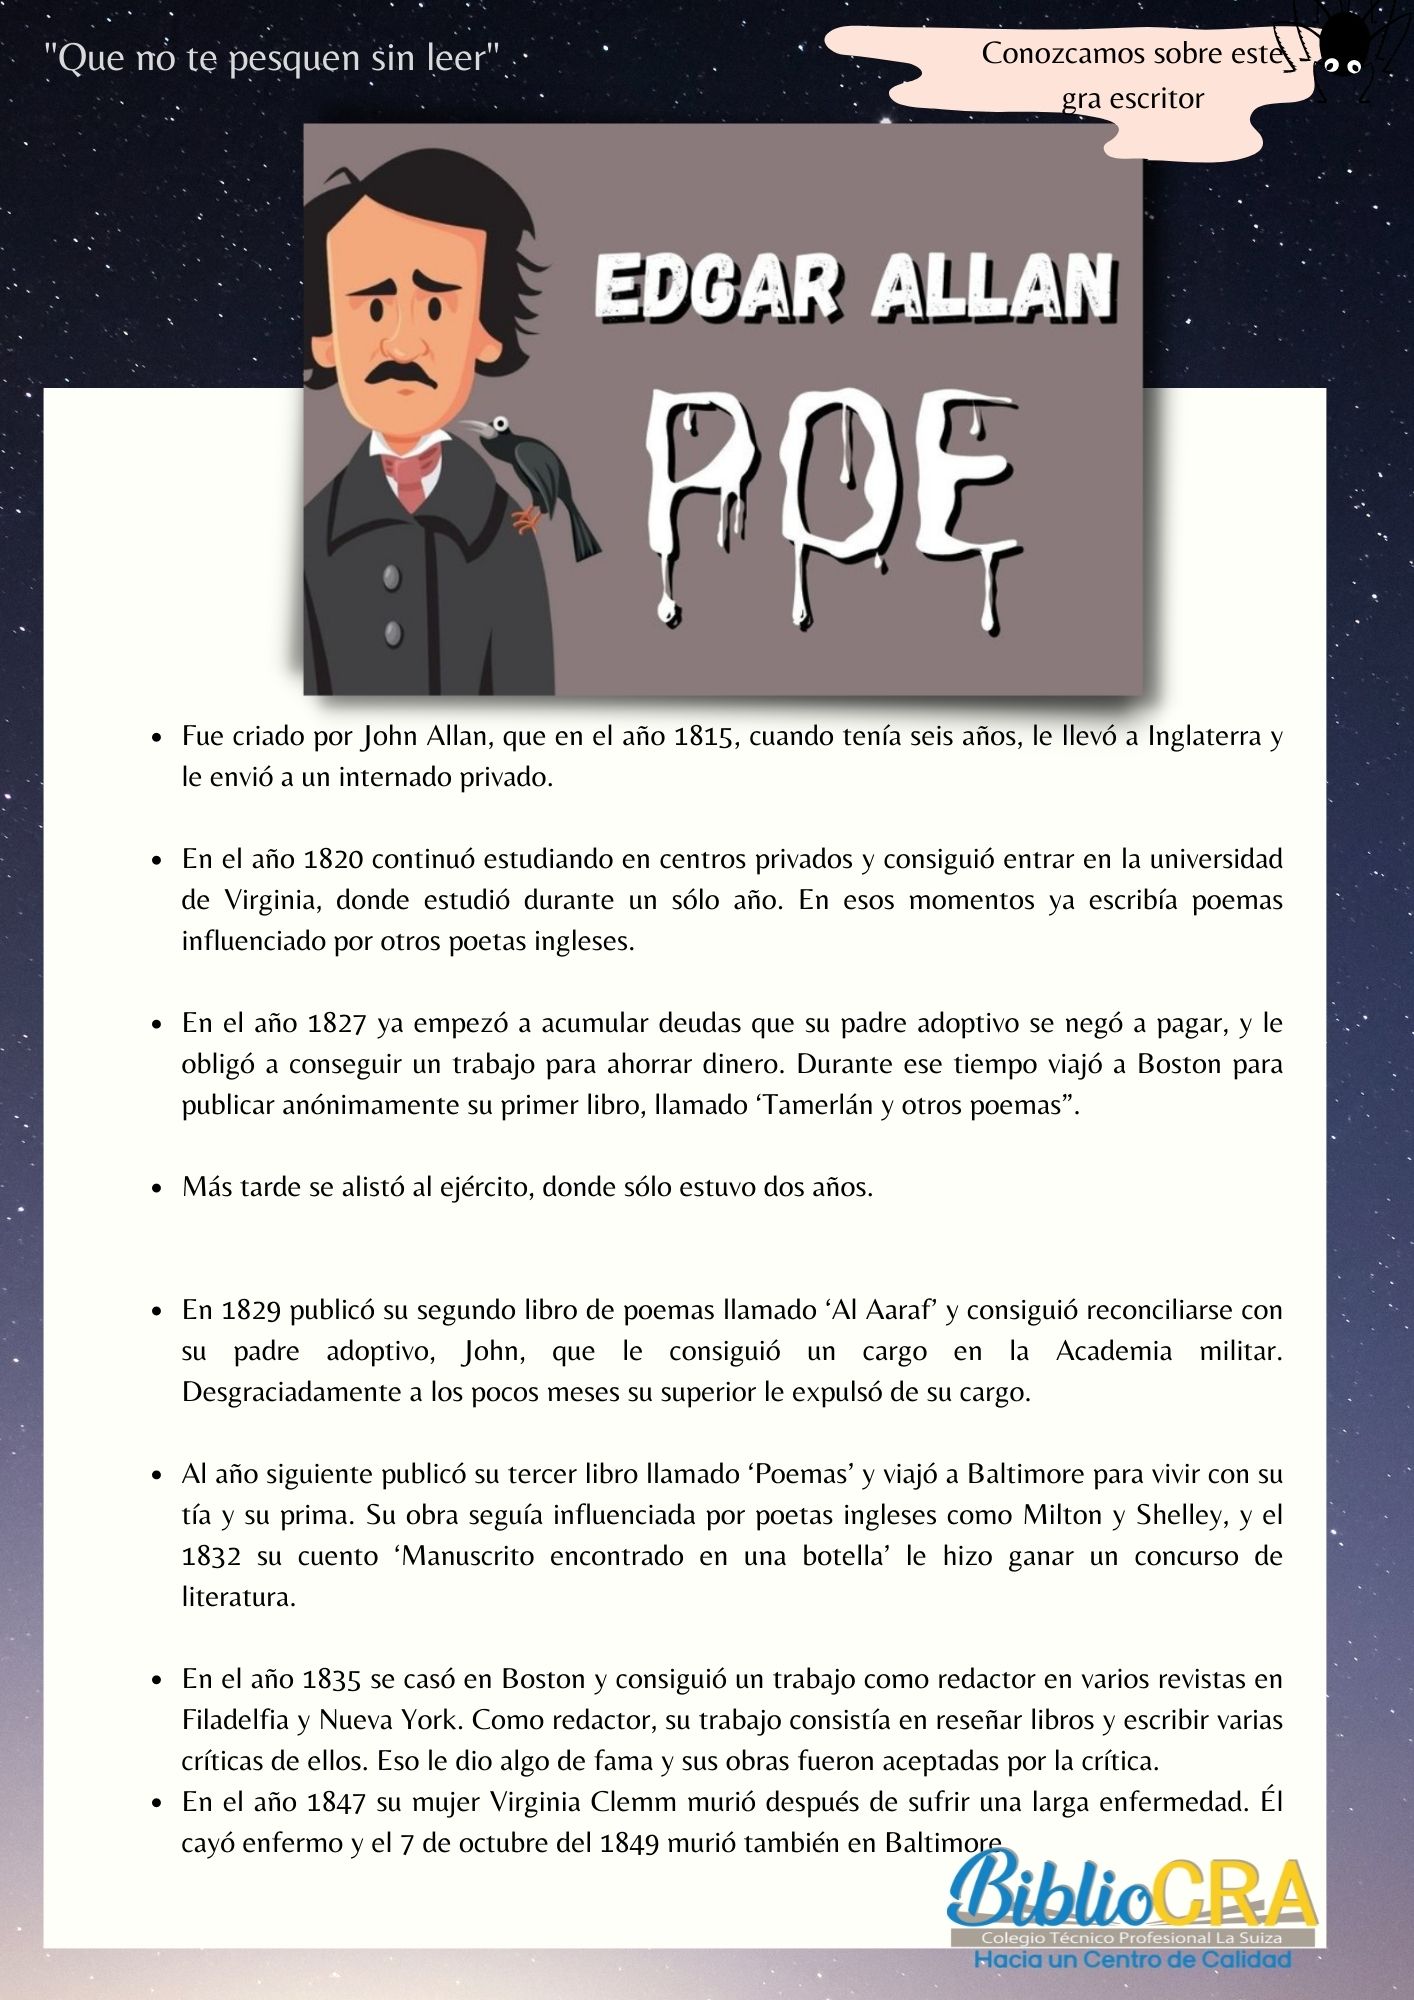 "Que no te pesquen sin leer"
Conozcamos sobre este
gra escritor
EDGAR ALLAN
POE
• Fue criado por John Allan, que en el año 1815, cuando tenía seis años, le llevó a Inglaterra y
le envió a un internado privado.
• En el año 1820 continuó estudiando en centros privados y consiguió entrar en la universidad
de Virginia, donde estudió durante un sólo año. En esos momentos ya escribía poemas
influenciado por otros poetas ingleses.
• En el año 1827 ya empezó a acumular deudas que su padre adoptivo se negó a pagar, y le
obligó a conseguir un trabajo para ahorrar dinero. Durante ese tiempo viajó a Boston para
publicar anónimamente su primer libro, llamado ‘Tamerlán y otros poemas”.
• Más tarde se alistó al ejército, donde sólo estuvo dos años.
• En 1829 publicó su segundo libro de poemas llamado ‘Al Aaraf’ y consiguió reconciliarse con
su padre adoptivo, John, que le consiguió un cargo en la Academia militar.
Desgraciadamente a los pocos meses su superior le expulsó de su cargo.
• Al año siguiente publicó su tercer libro llamado ‘Poemas’ y viajó a Baltimore para vivir con su
tía y su prima. Su obra seguía influenciada por poetas ingleses como Milton y Shelley, y el
1832 su cuento ‘Manuscrito encontrado en una botella’ le hizo ganar un concurso de
literatura.
• En el año 1835 se casó en Boston y consiguió un trabajo como redactor en varios revistas en
Filadelfia y Nueva York. Como redactor, su trabajo consistía en reseñar libros y escribir varias
críticas de ellos. Eso le dio algo de fama y sus obras fueron aceptadas por la crítica.
• En el año 1847 su mujer Virginia Clemm murió después de sufrir una larga enfermedad. Él
cayó enfermo y el 7 de octubre del 1849 murió también en Baltimore.
BiblioCRA
Colegio Técnico Profesional La Suiza
Hacia un Centro de Calidad